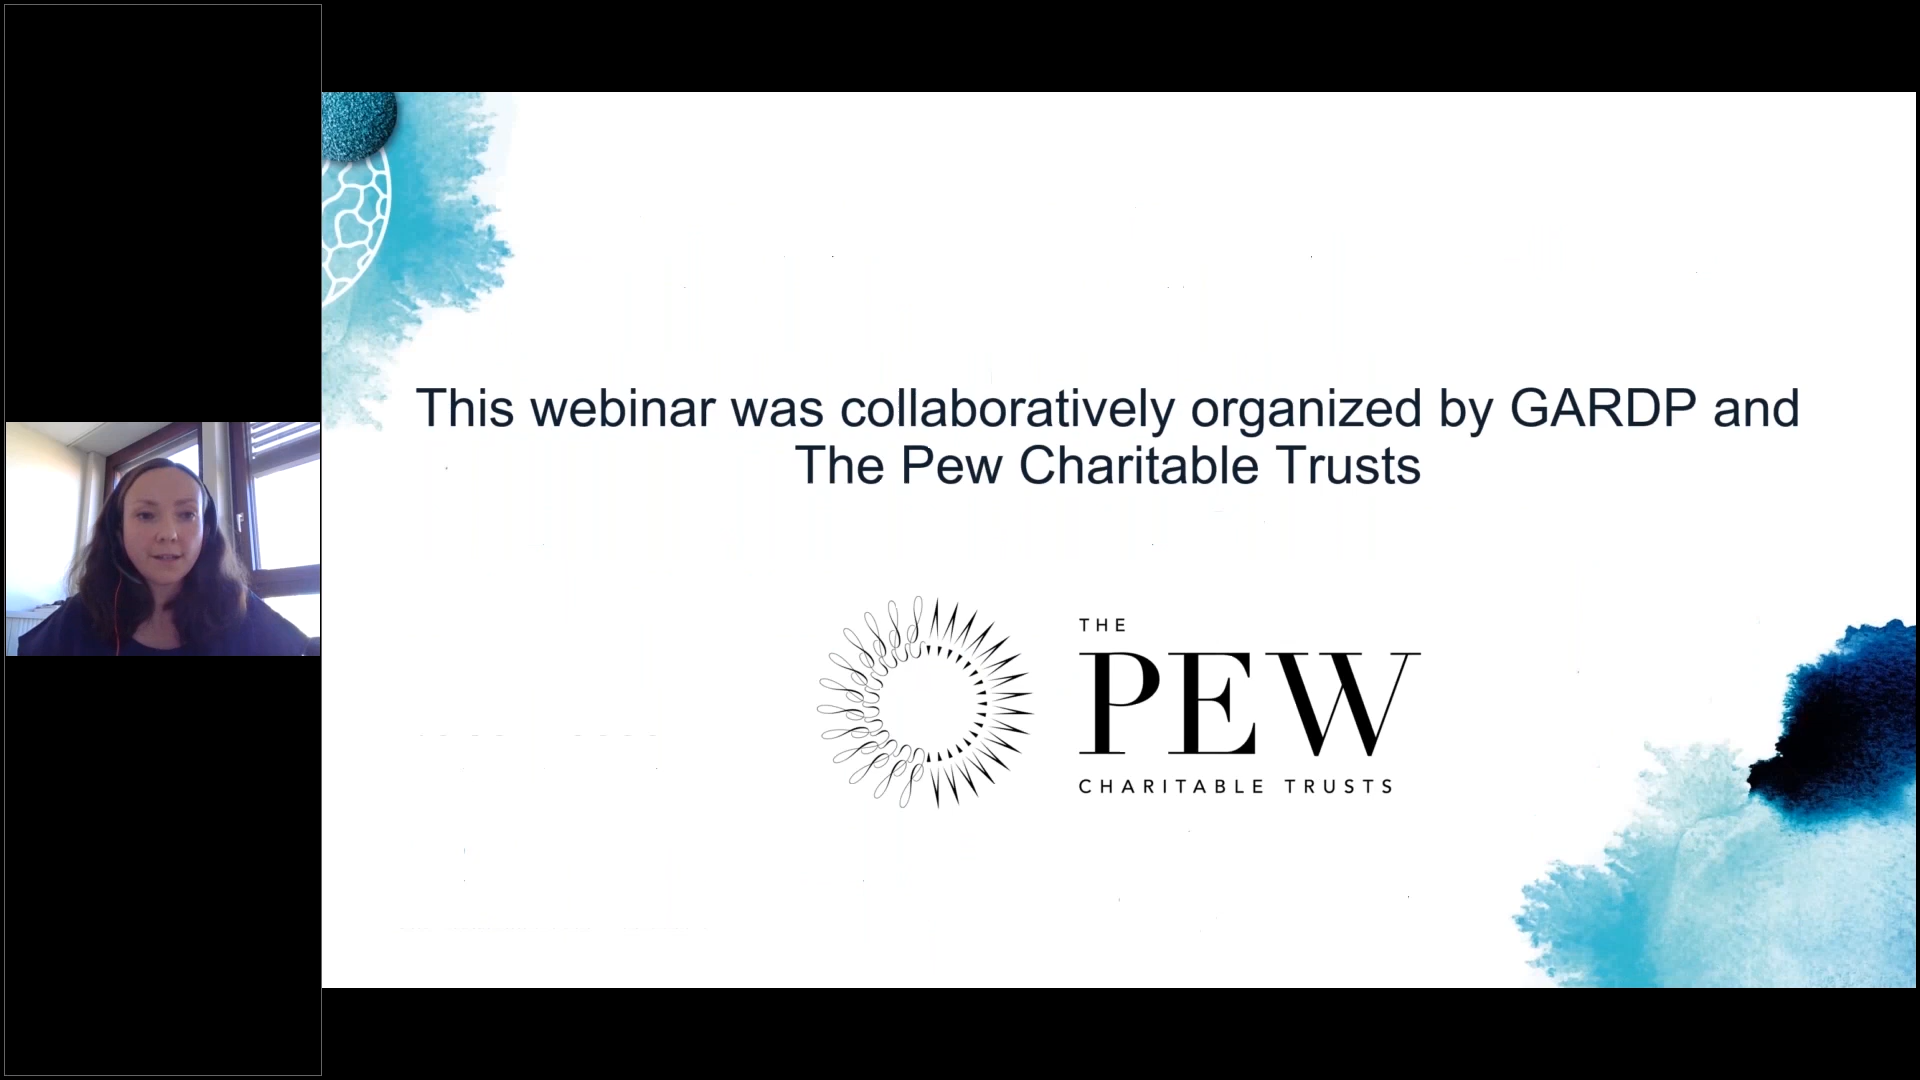 This webinar was collaboratively organized by GARDP and
The Pew Charitable Trusts
THE
PEW
CHARITABLE TRUSTS